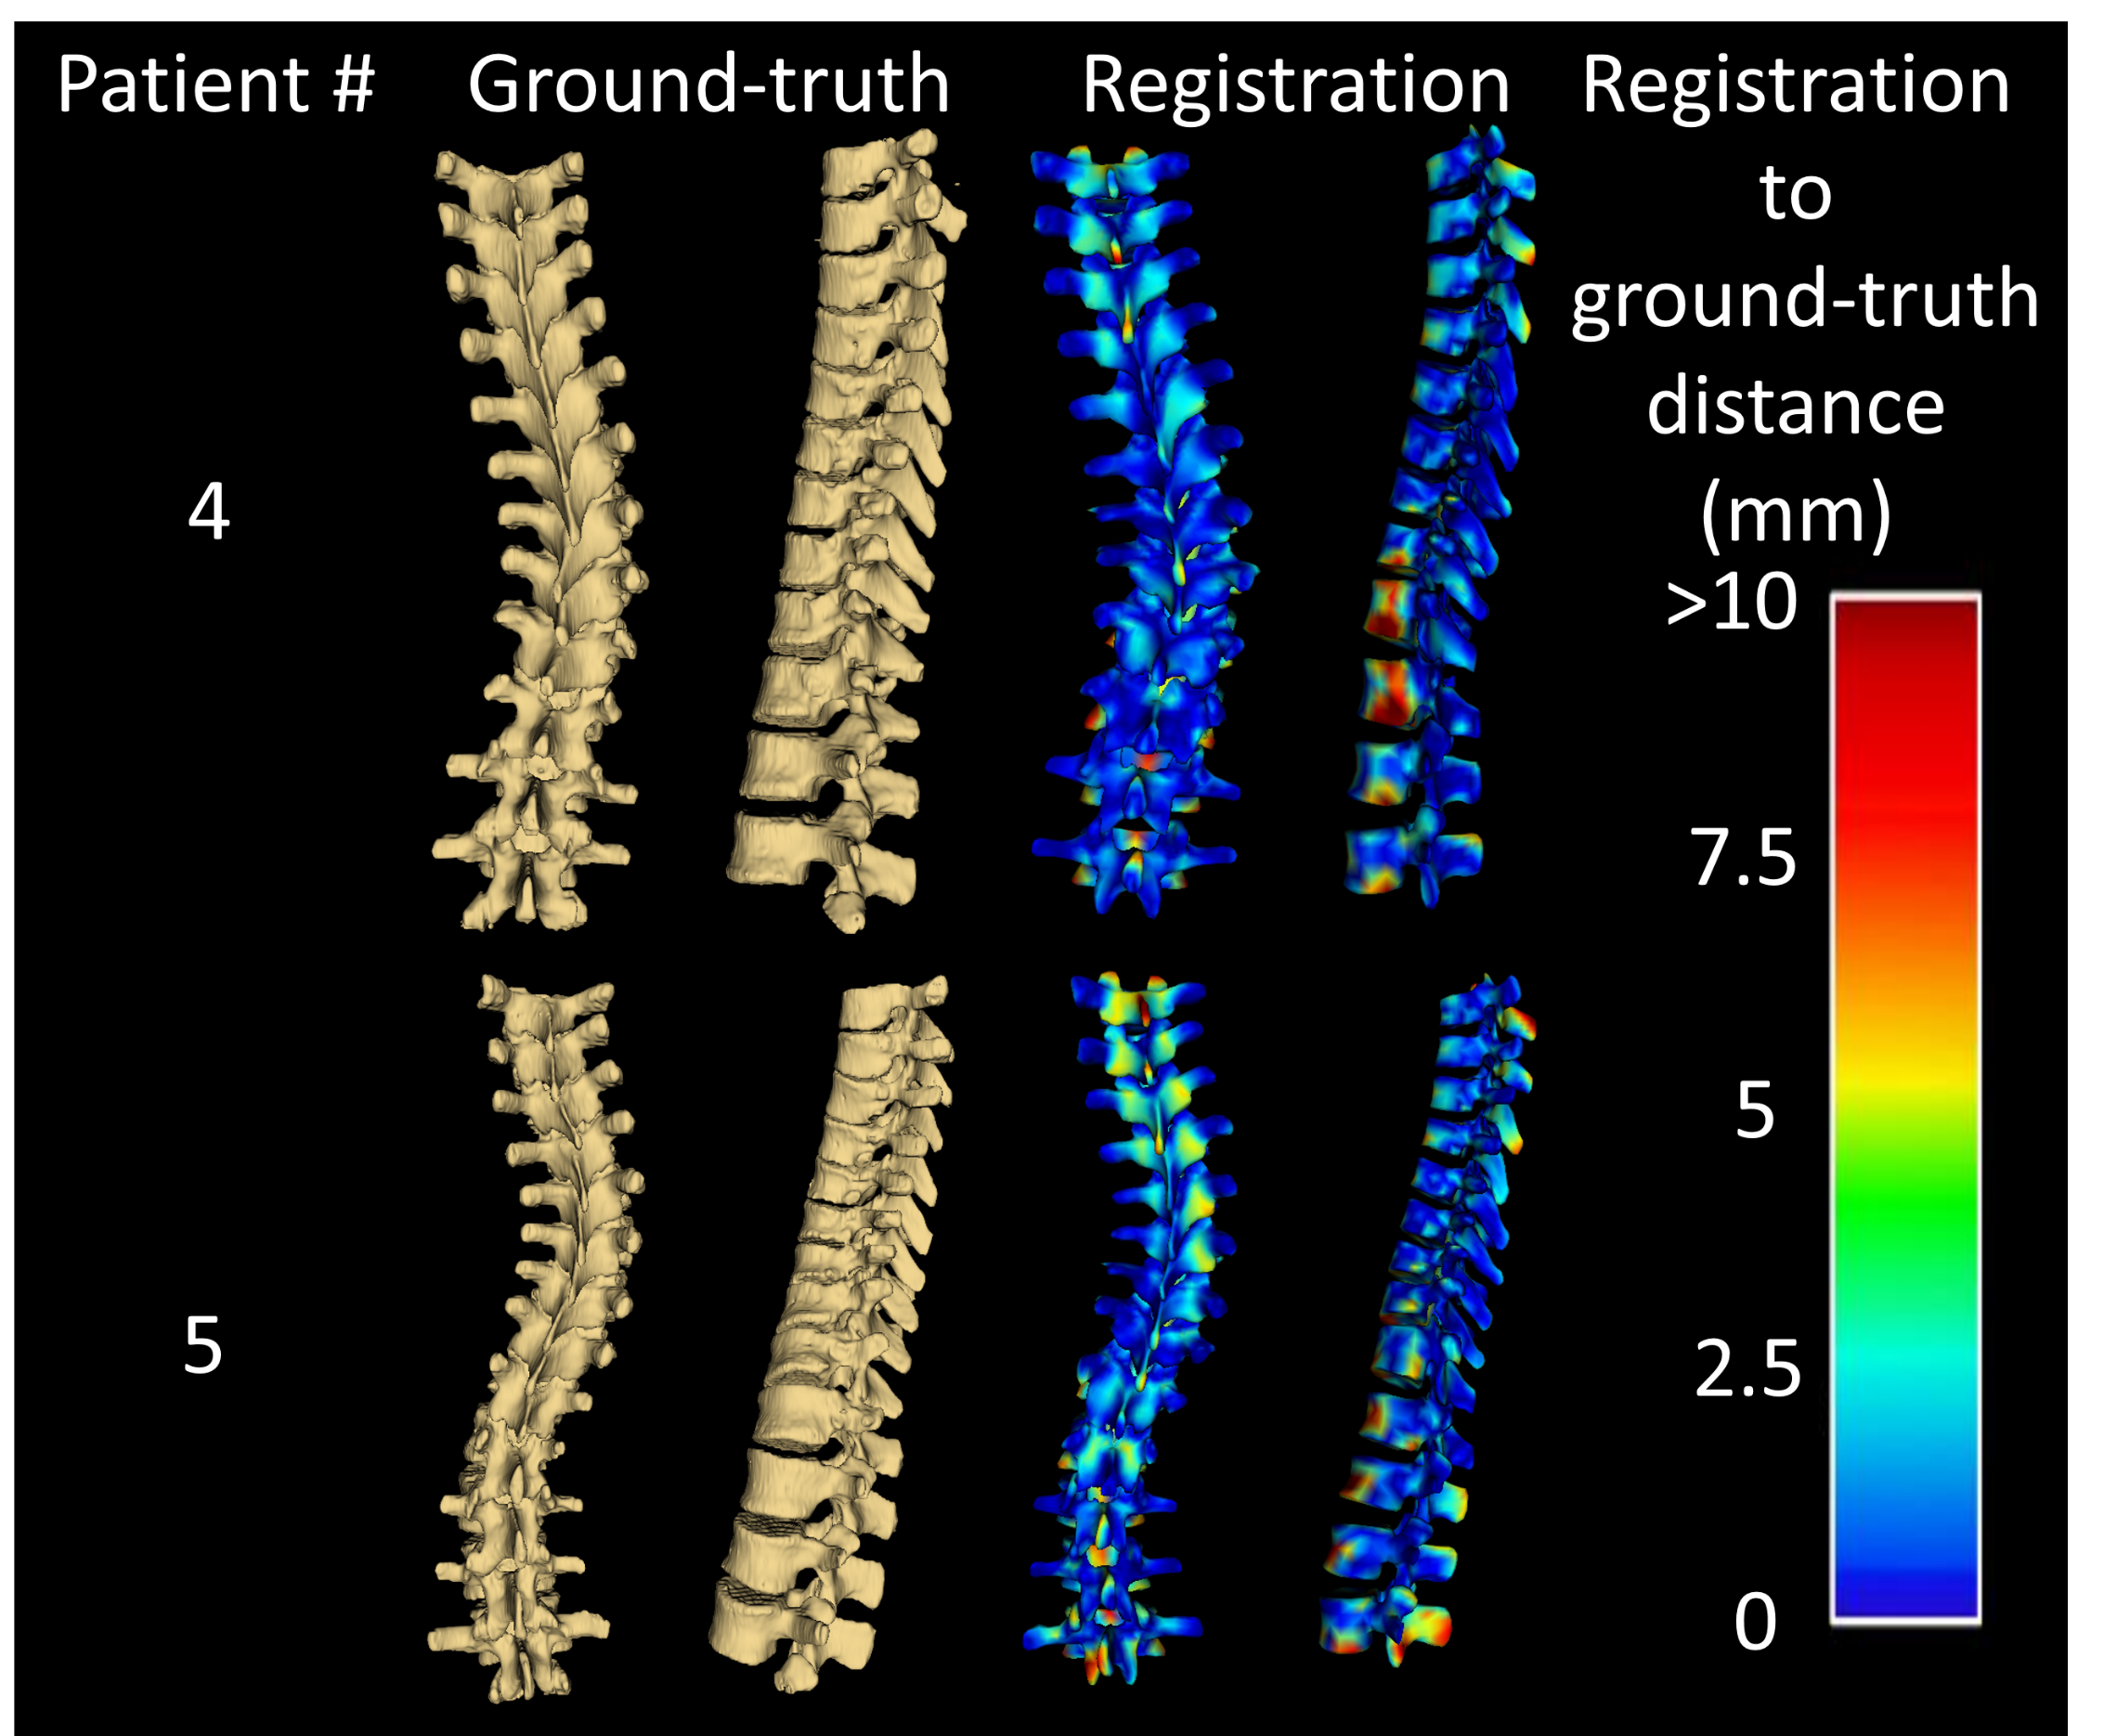 Patient # Ground-truth Registration Registration
to
ground-truth
distance
(mm)
4
>10
7.5
5
2.5
5
0